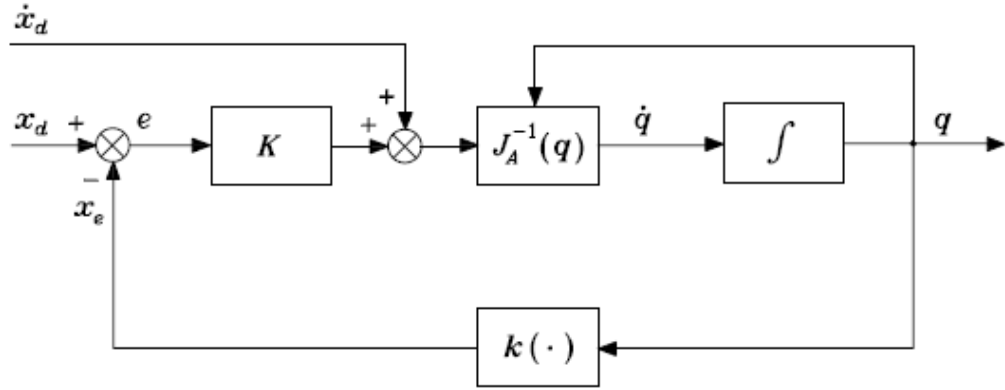 ẋ_d
x_d + e K + + J_A^{-1}(q) q̇ ∫ q
−
x_e
k(·)